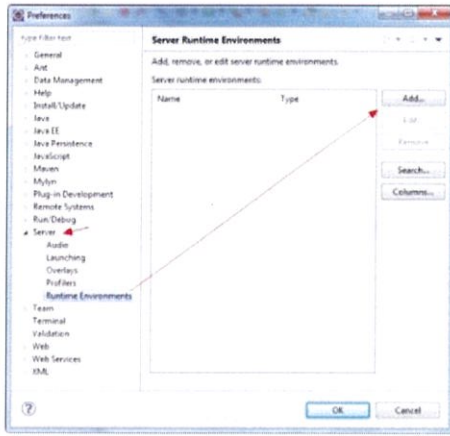 Preferences
type filter text
General
Ant
Data Management
Help
Install/Update
Java
Java EE
Java Persistence
JavaScript
Maven
Mylyn
Plug-in Development
Remote Systems
Run/Debug
Server
Audio
Launching
Overlays
Profilers
Runtime Environments
Team
Terminal
Validation
Web
Web Services
XML
Server Runtime Environments
Add, remove, or edit server runtime environments.
Server runtime environments:
Name Type
Add...
Edit...
Remove
Search...
Columns...
OK Cancel